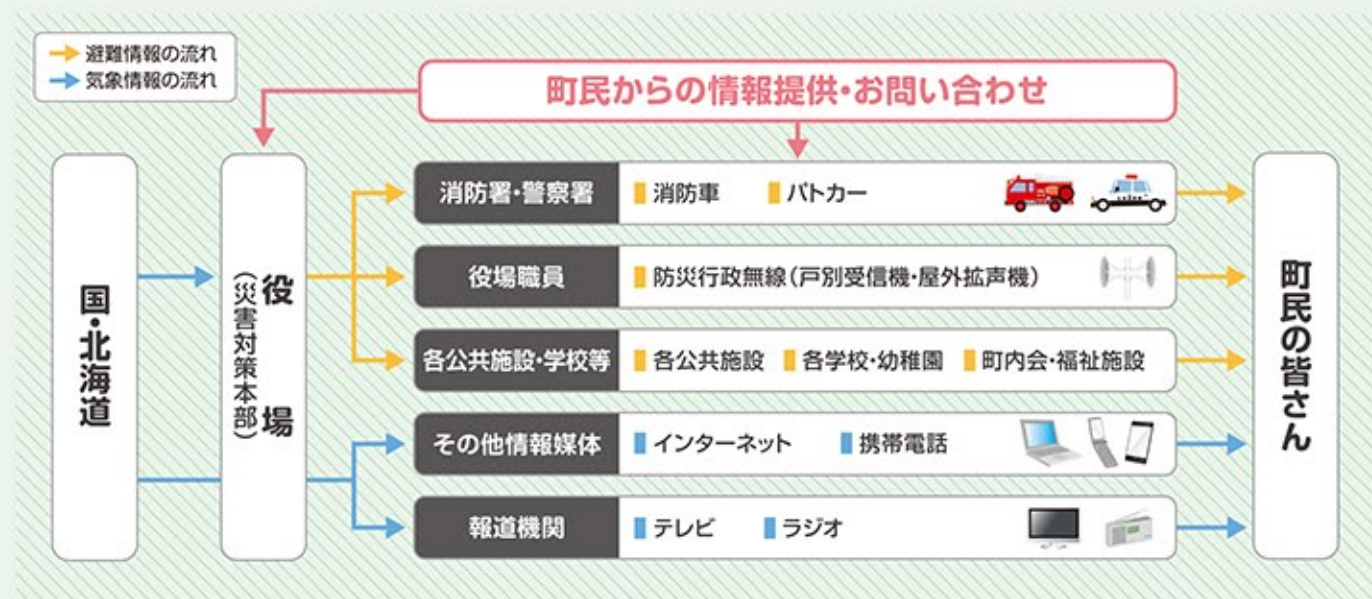 避難情報の流れ
気象情報の流れ
町民からの情報提供・お問い合わせ
国・北海道
役場
（災害対策本部）
消防署・警察署
消防車
パトカー
役場職員
防災行政無線（戸別受信機・屋外拡声機）
各公共施設・学校等
各公共施設
各学校・幼稚園
町内会・福祉施設
その他情報媒体
インターネット
携帯電話
報道機関
テレビ
ラジオ
町民の皆さん